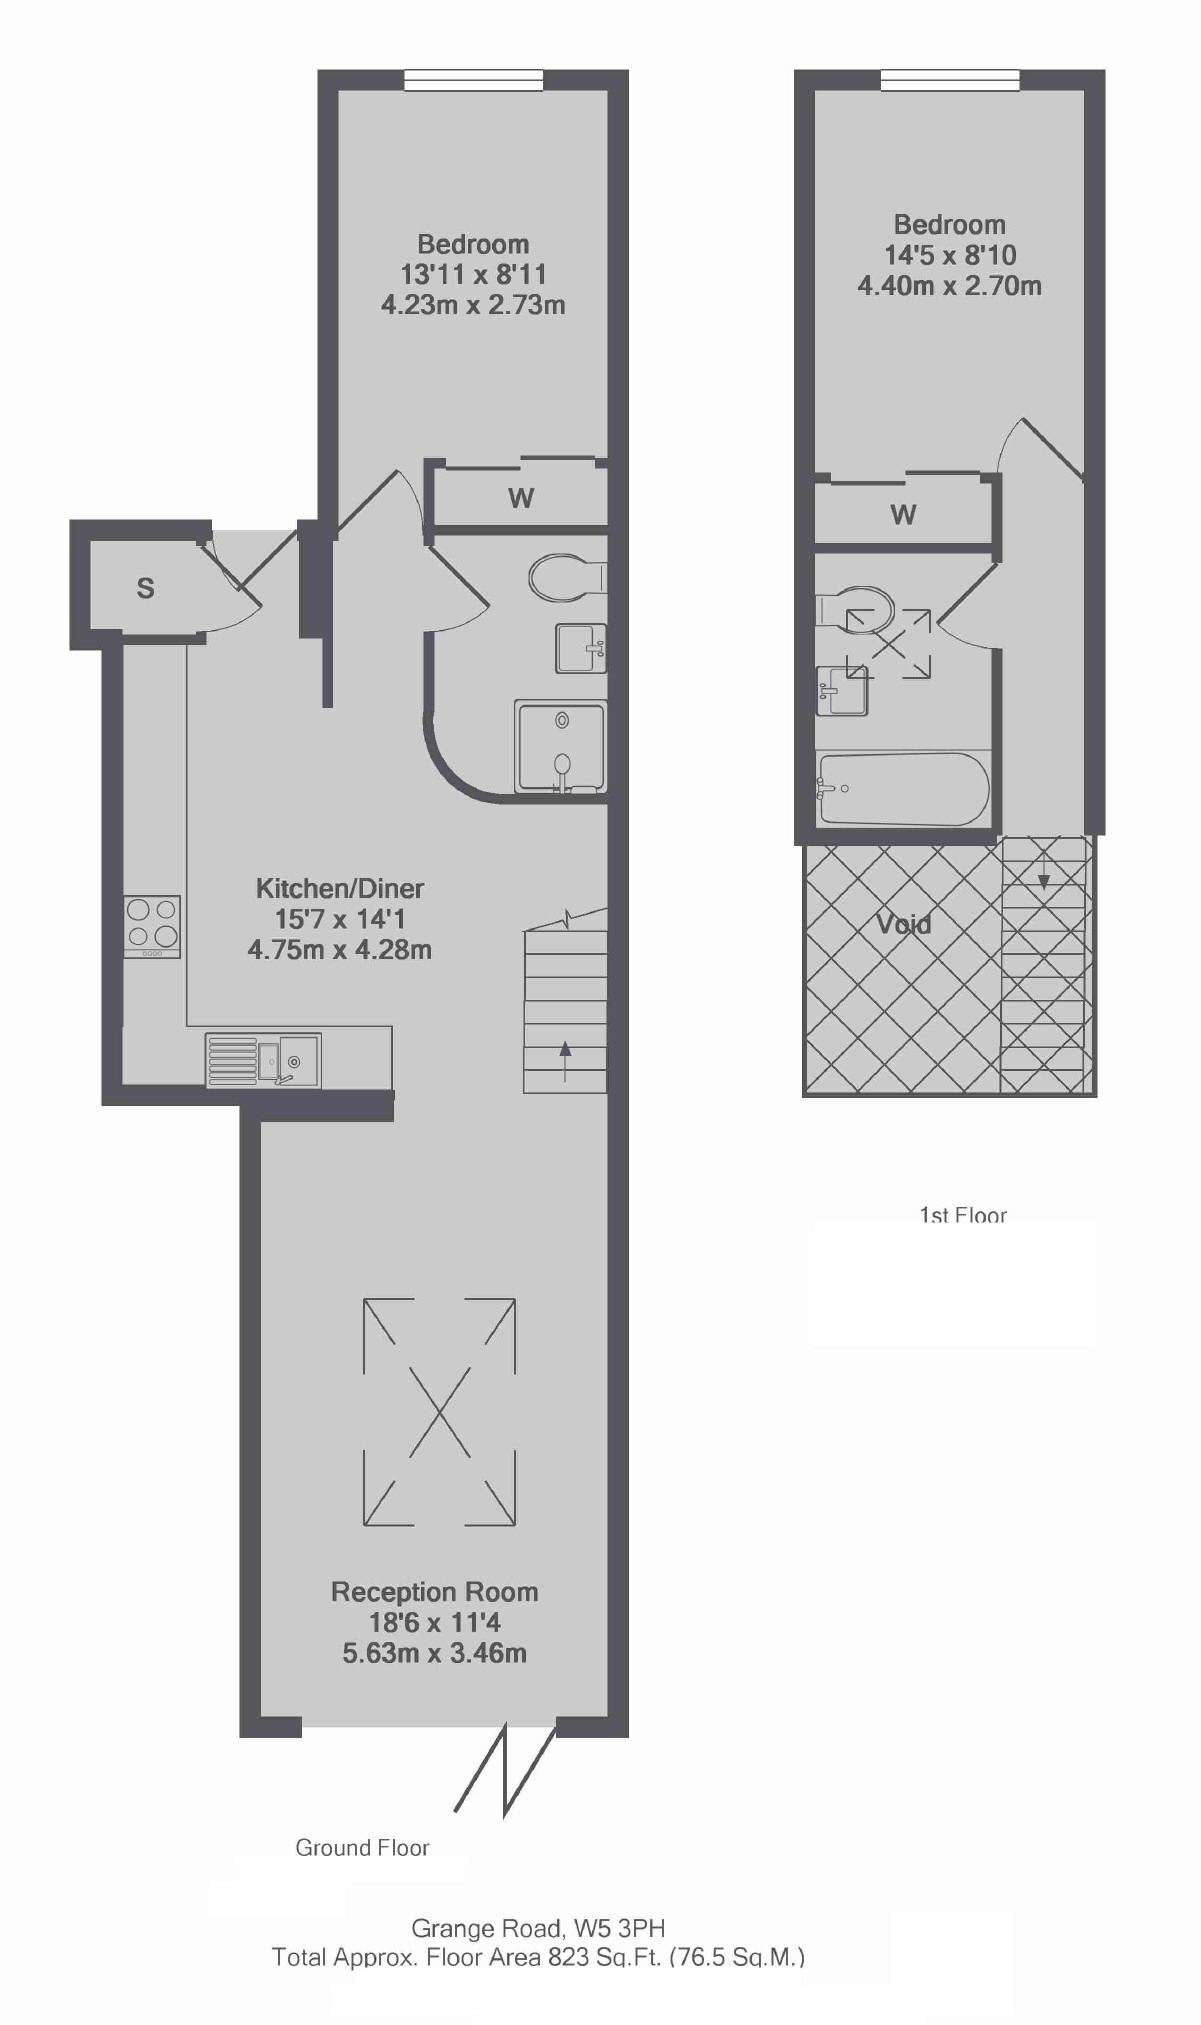 Bedroom
13'11 x 8'11
4.23m x 2.73m
W
S
Kitchen/Diner
15'7 x 14'1
4.75m x 4.28m
Reception Room
18'6 x 11'4
5.63m x 3.46m
Ground Floor
Bedroom
14'5 x 8'10
4.40m x 2.70m
W
Void
1st Floor
Grange Road, W5 3PH
Total Approx. Floor Area 823 Sq.Ft. (76.5 Sq.M.)